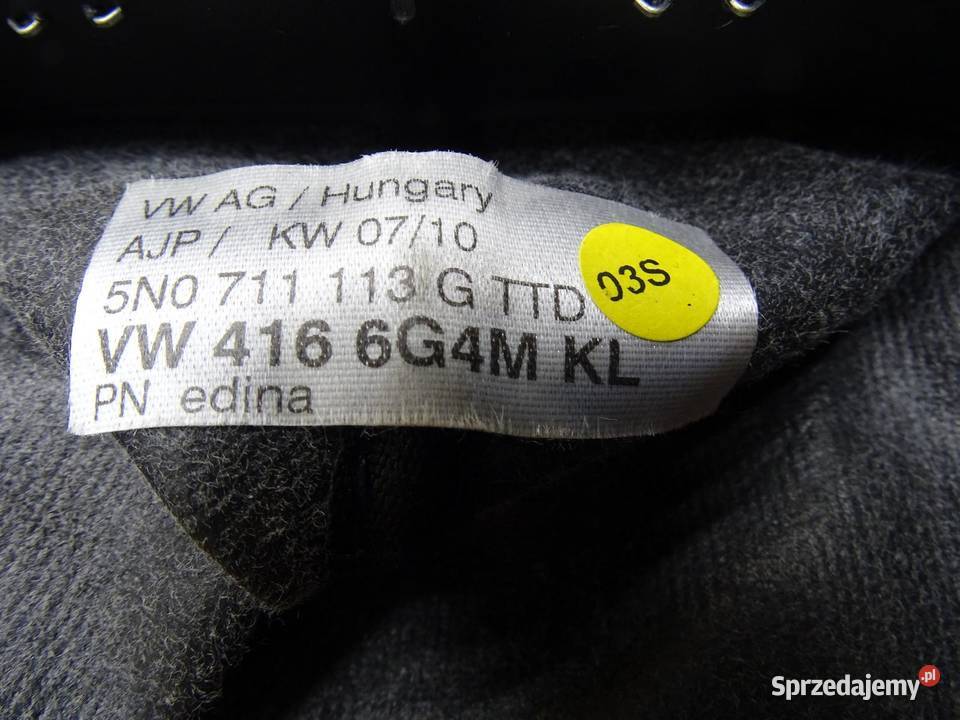 VW AG / Hungary
AJP / KW 07/10
5N0 711 113 G TTD
03S
VW 416 6G4M KL
PN edina
Sprzedajemy.pl